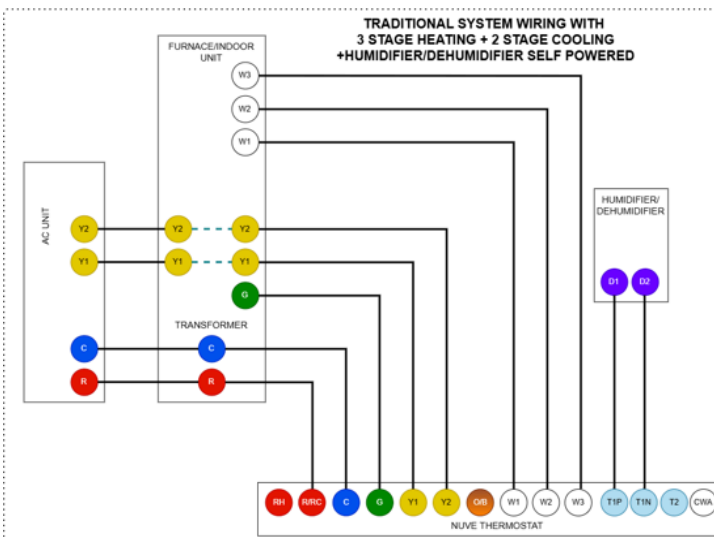 TRADITIONAL SYSTEM WIRING WITH
3 STAGE HEATING + 2 STAGE COOLING
+HUMIDIFIER/DEHUMIDIFIER SELF POWERED
FURNACE/INDOOR
UNIT
W3
W2
W1
AC UNIT
HUMIDIFIER/
DEHUMIDIFIER
Y2 Y2 Y2
Y1 Y1 Y1
D1 D2
G
TRANSFORMER
C C
R R
RH R/RC C G Y1 Y2 O/B W1 W2 W3 T1P T1N T2 CWA
NUVE THERMOSTAT